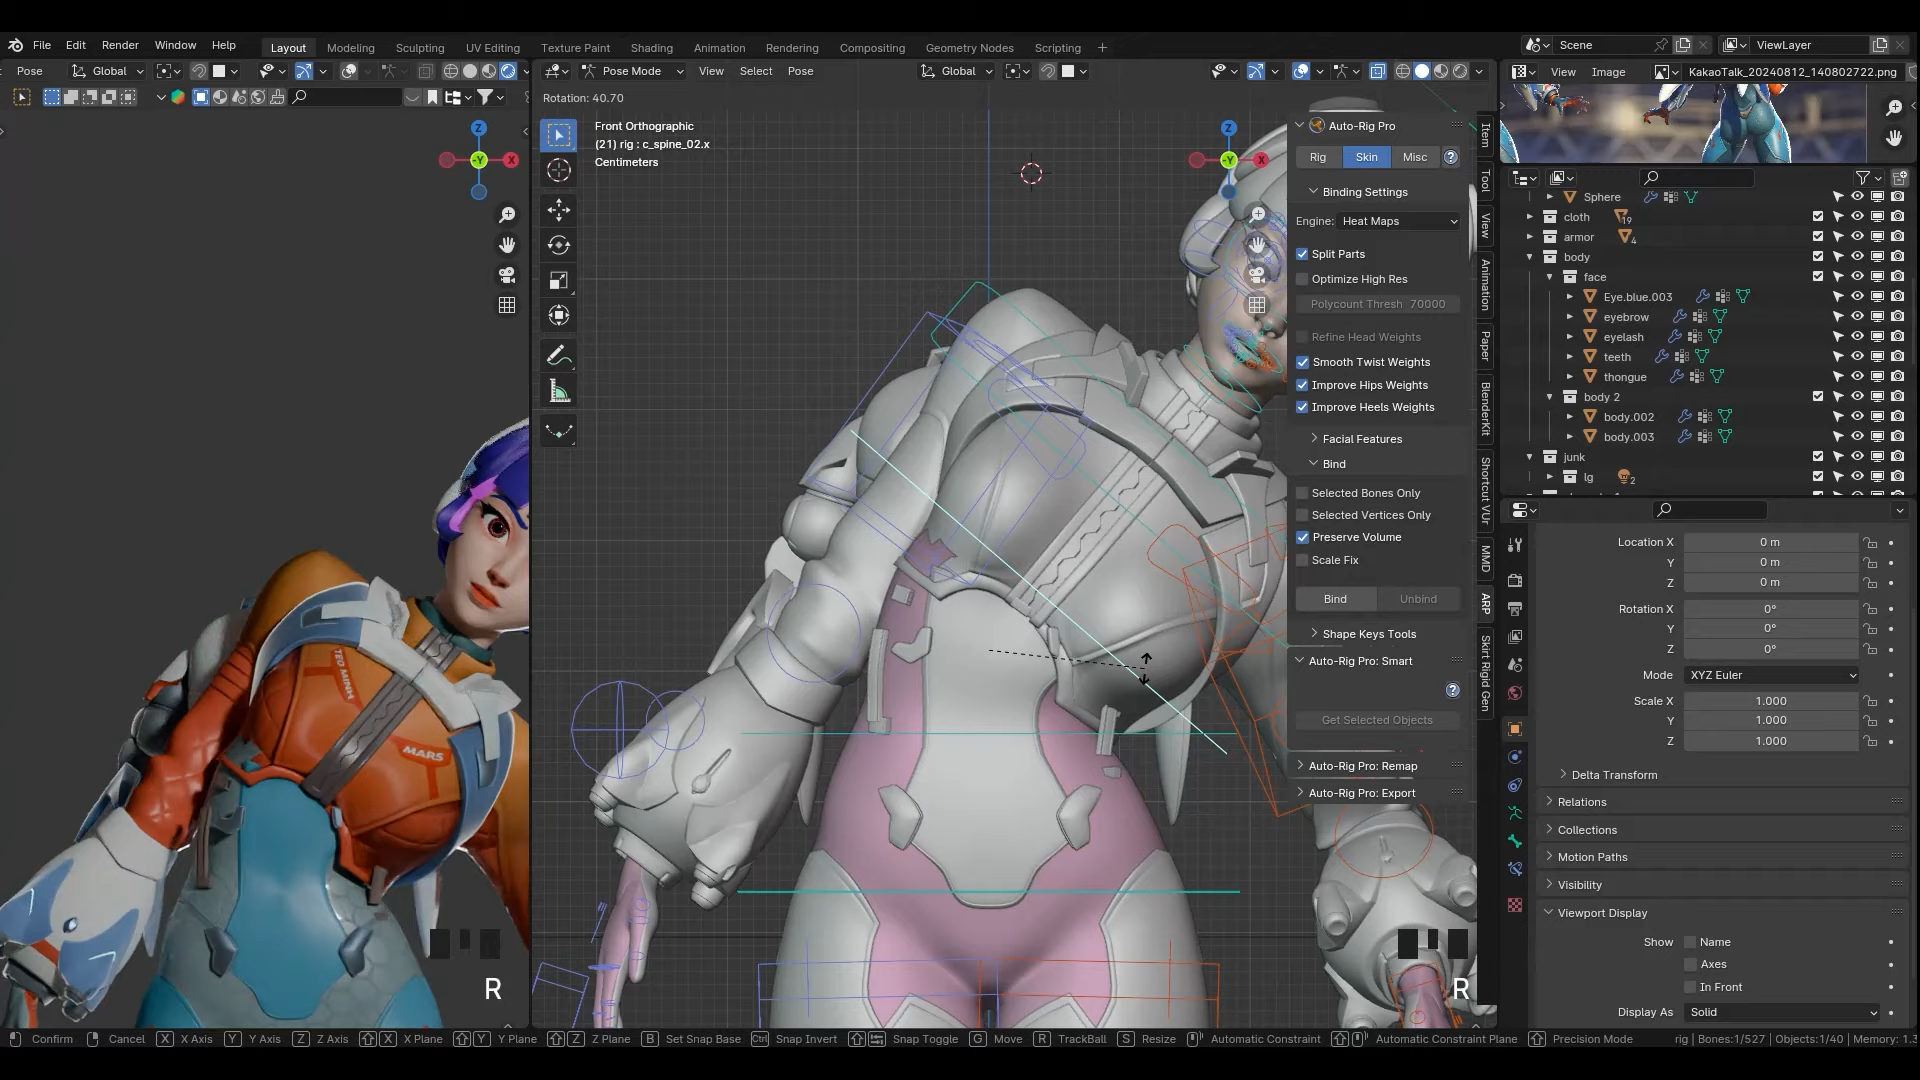 File Edit Render Window Help Layout Modeling Sculpting UV Editing Texture Paint Shading Animation Rendering Compositing Geometry Nodes Scripting + Scene ViewLayer
Pose Global Pose Mode View Select Pose Global View Image KakaoTalk_20240812_140802722.png
Rotation: 40.70
Front Orthographic
(21) rig : c_spine_02.x
Centimeters
Z
-Y
X
Z
-Y
X
Auto-Rig Pro
Rig Skin Misc ?
Binding Settings
Engine: Heat Maps
Split Parts
Optimize High Res
Polycount Thresh 70000
Refine Head Weights
Smooth Twist Weights
Improve Hips Weights
Improve Heels Weights
Facial Features
Bind
Selected Bones Only
Selected Vertices Only
Preserve Volume
Scale Fix
Bind Unbind
Shape Keys Tools
Auto-Rig Pro: Smart
?
Get Selected Objects
Auto-Rig Pro: Remap
Auto-Rig Pro: Export
Item
Tool
View
Animation
Paper
BlenderKit
Shortcut VUr
MMD
ARP
Skirt Rigid Gen
Sphere
cloth 19
armor 4
body
face
Eye.blue.003
eyebrow
eyelash
teeth
thongue
body 2
body.002
body.003
junk
lg 2
Location X 0 m
Y 0 m
Z 0 m
Rotation X 0°
Y 0°
Z 0°
Mode XYZ Euler
Scale X 1.000
Y 1.000
Z 1.000
Delta Transform
Relations
Collections
Motion Paths
Visibility
Viewport Display
Show Name
Axes
In Front
Display As Solid
MARS
R
R
Confirm Cancel X X Axis Y Y Axis Z Z Axis X X Plane Y Y Plane Z Z Plane B Set Snap Base Ctrl Snap Invert Snap Toggle G Move R TrackBall S Resize Automatic Constraint Automatic Constraint Plane Precision Mode rig | Bones:1/527 | Objects:1/40 | Memory: 1.3